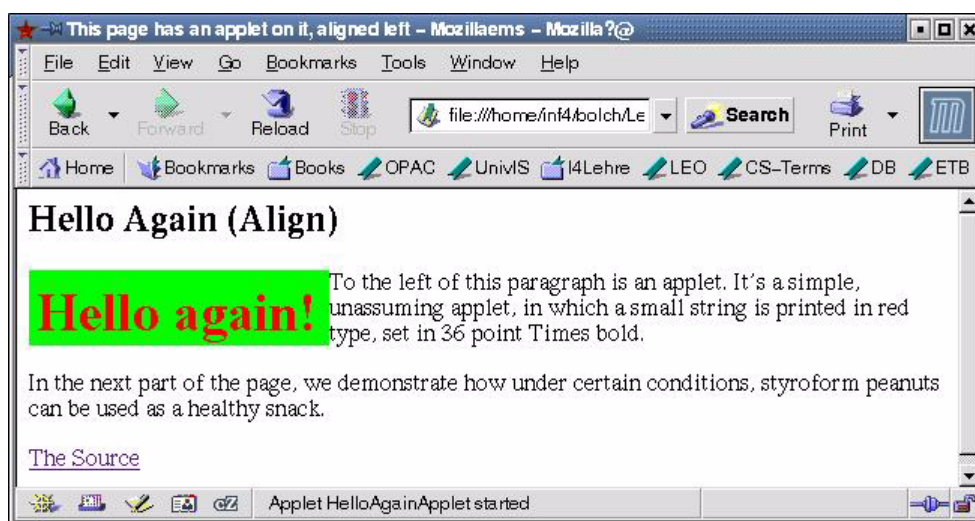 This page has an applet on it, aligned left – Mozillaems – Mozilla?@
File Edit View Go Bookmarks Tools Window Help
file:///home/inf4/bolch/Le Search
Back Forward Reload Stop Print
Home Bookmarks Books OPAC UnivIS I4Lehre LEO CS–Terms DB ETB
Hello Again (Align)
Hello again!
To the left of this paragraph is an applet. It's a simple,
unassuming applet, in which a small string is printed in red
type, set in 36 point Times bold.
In the next part of the page, we demonstrate how under certain conditions, styroform peanuts
can be used as a healthy snack.
The Source
Applet HelloAgainApplet started